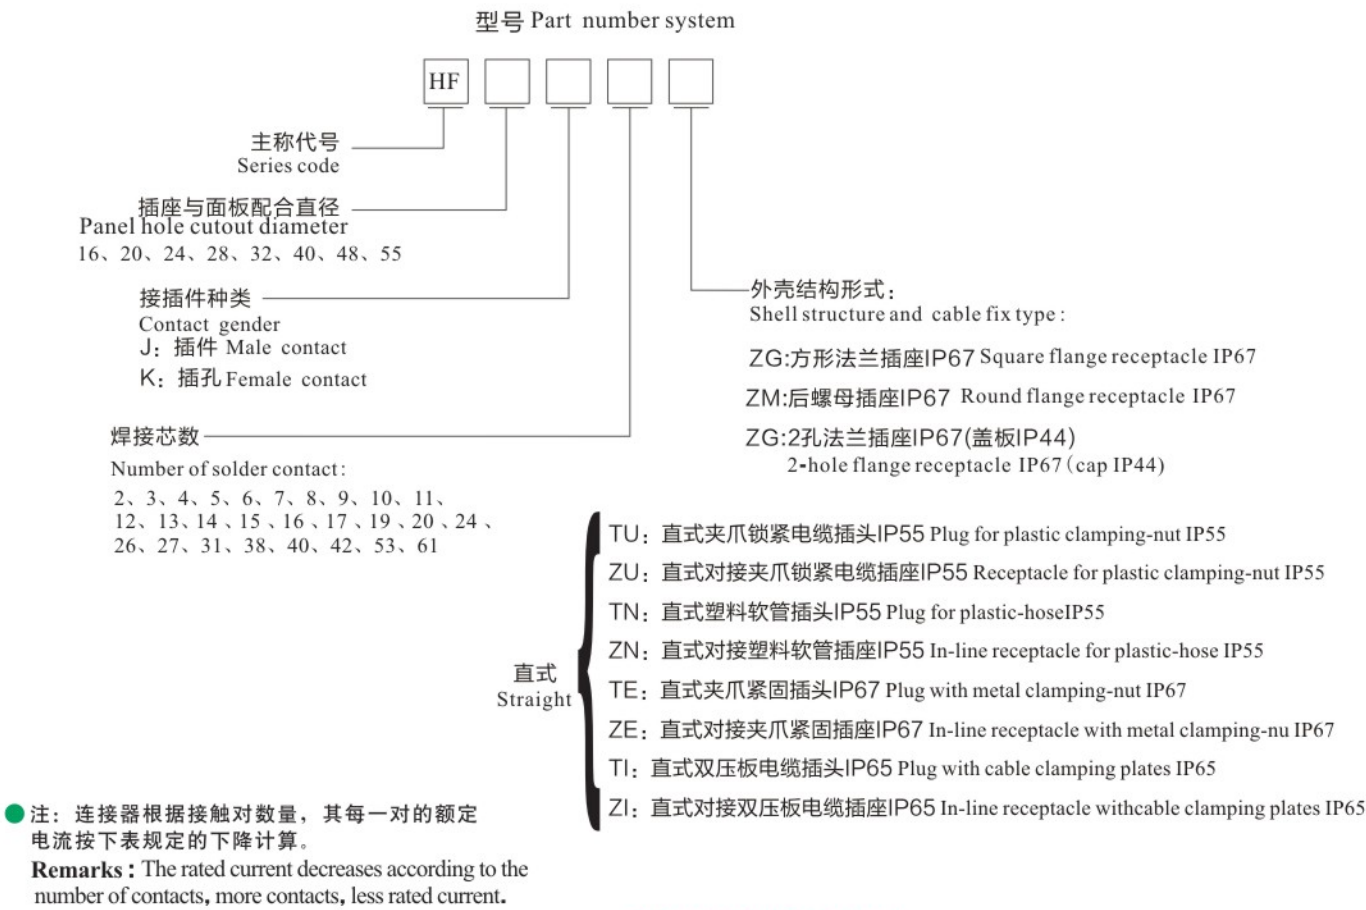 型号 Part number system
HF
主称代号
Series code
插座与面板配合直径
Panel hole cutout diameter
16、20、24、28、32、40、48、55
接插件种类
Contact gender
J：插件 Male contact
K：插孔 Female contact
焊接芯数
Number of solder contact:
2、3、4、5、6、7、8、9、10、11、
12、13、14、15、16、17、19、20、24、
26、27、31、38、40、42、53、61
外壳结构形式：
Shell structure and cable fix type:
ZG:方形法兰插座IP67 Square flange receptacle IP67
ZM:后螺母插座IP67 Round flange receptacle IP67
ZG:2孔法兰插座IP67(盖板IP44)
2-hole flange receptacle IP67（cap IP44)
直式
Straight
TU：直式夹爪锁紧电缆插头IP55 Plug for plastic clamping-nut IP55
ZU：直式对接夹爪锁紧电缆插座IP55 Receptacle for plastic clamping-nut IP55
TN：直式塑料软管插头IP55 Plug for plastic-hoseIP55
ZN：直式对接塑料软管插座IP55 In-line receptacle for plastic-hose IP55
TE：直式夹爪紧固插头IP67 Plug with metal clamping-nut IP67
ZE：直式对接夹爪紧固插座IP67 In-line receptacle with metal clamping-nu IP67
TI：直式双压板电缆插头IP65 Plug with cable clamping plates IP65
ZI：直式对接双压板电缆插座IP65 In-line receptacle withcable clamping plates IP65
注：连接器根据接触对数量，其每一对的额定
电流按下表规定的下降计算。
Remarks：The rated current decreases according to the
number of contacts, more contacts, less rated current.